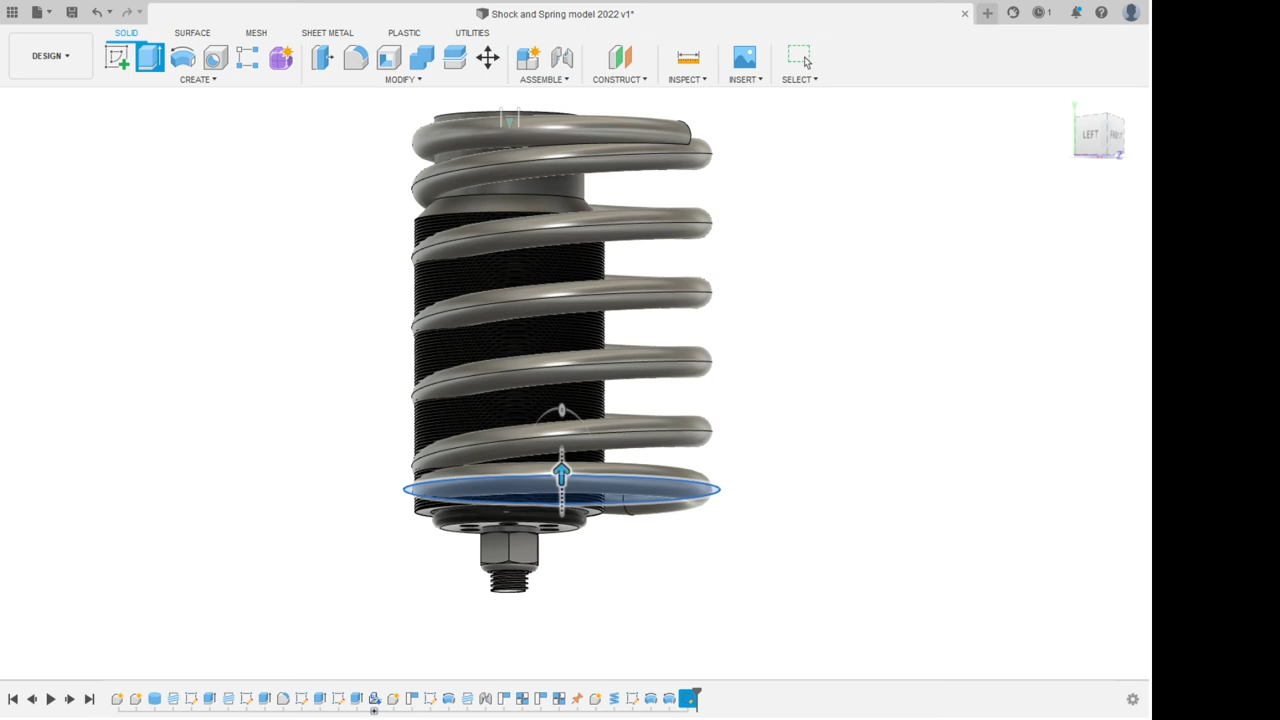 Shock and Spring model 2022 v1*
1
SOLID SURFACE MESH SHEET METAL PLASTIC UTILITIES
DESIGN
CREATE MODIFY ASSEMBLE CONSTRUCT INSPECT INSERT SELECT
LEFT
Z